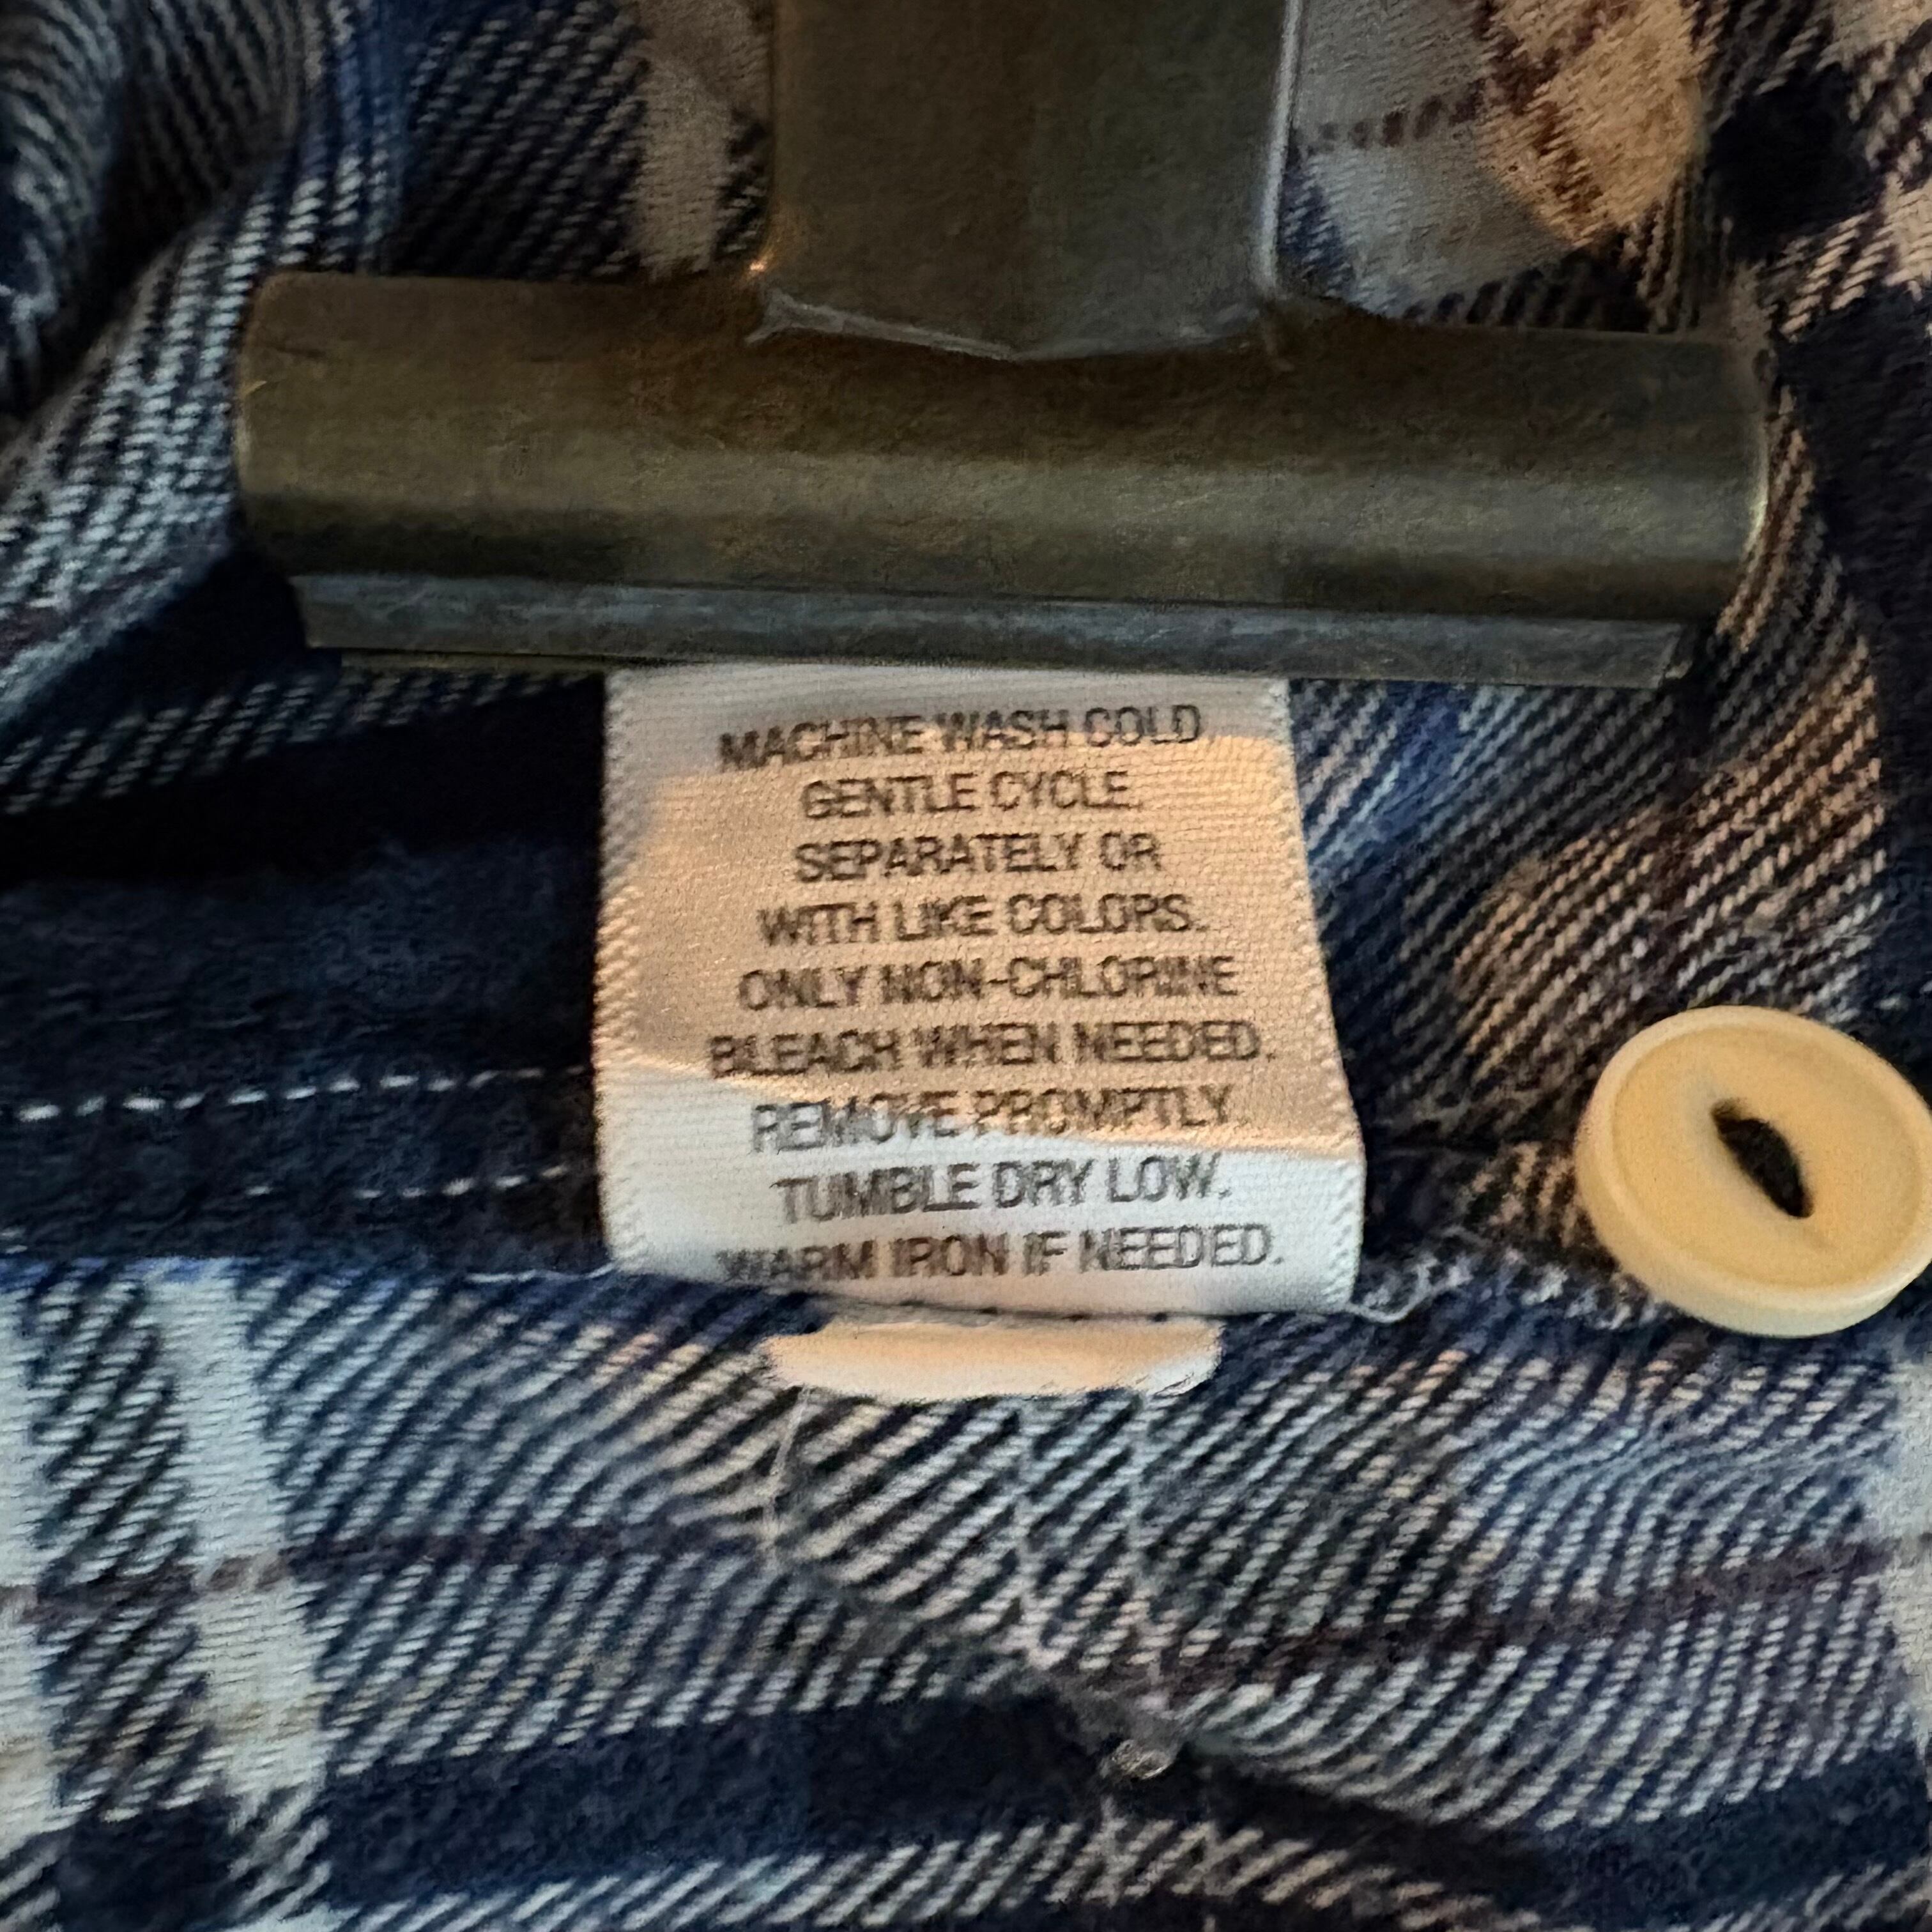 MACHINE WASH COLD
GENTLE CYCLE,
SEPARATELY OR
WITH LIKE COLORS.
ONLY NON-CHLORINE
BLEACH WHEN NEEDED.
REMOVE PROMPTLY.
TUMBLE DRY LOW.
WARM IRON IF NEEDED.